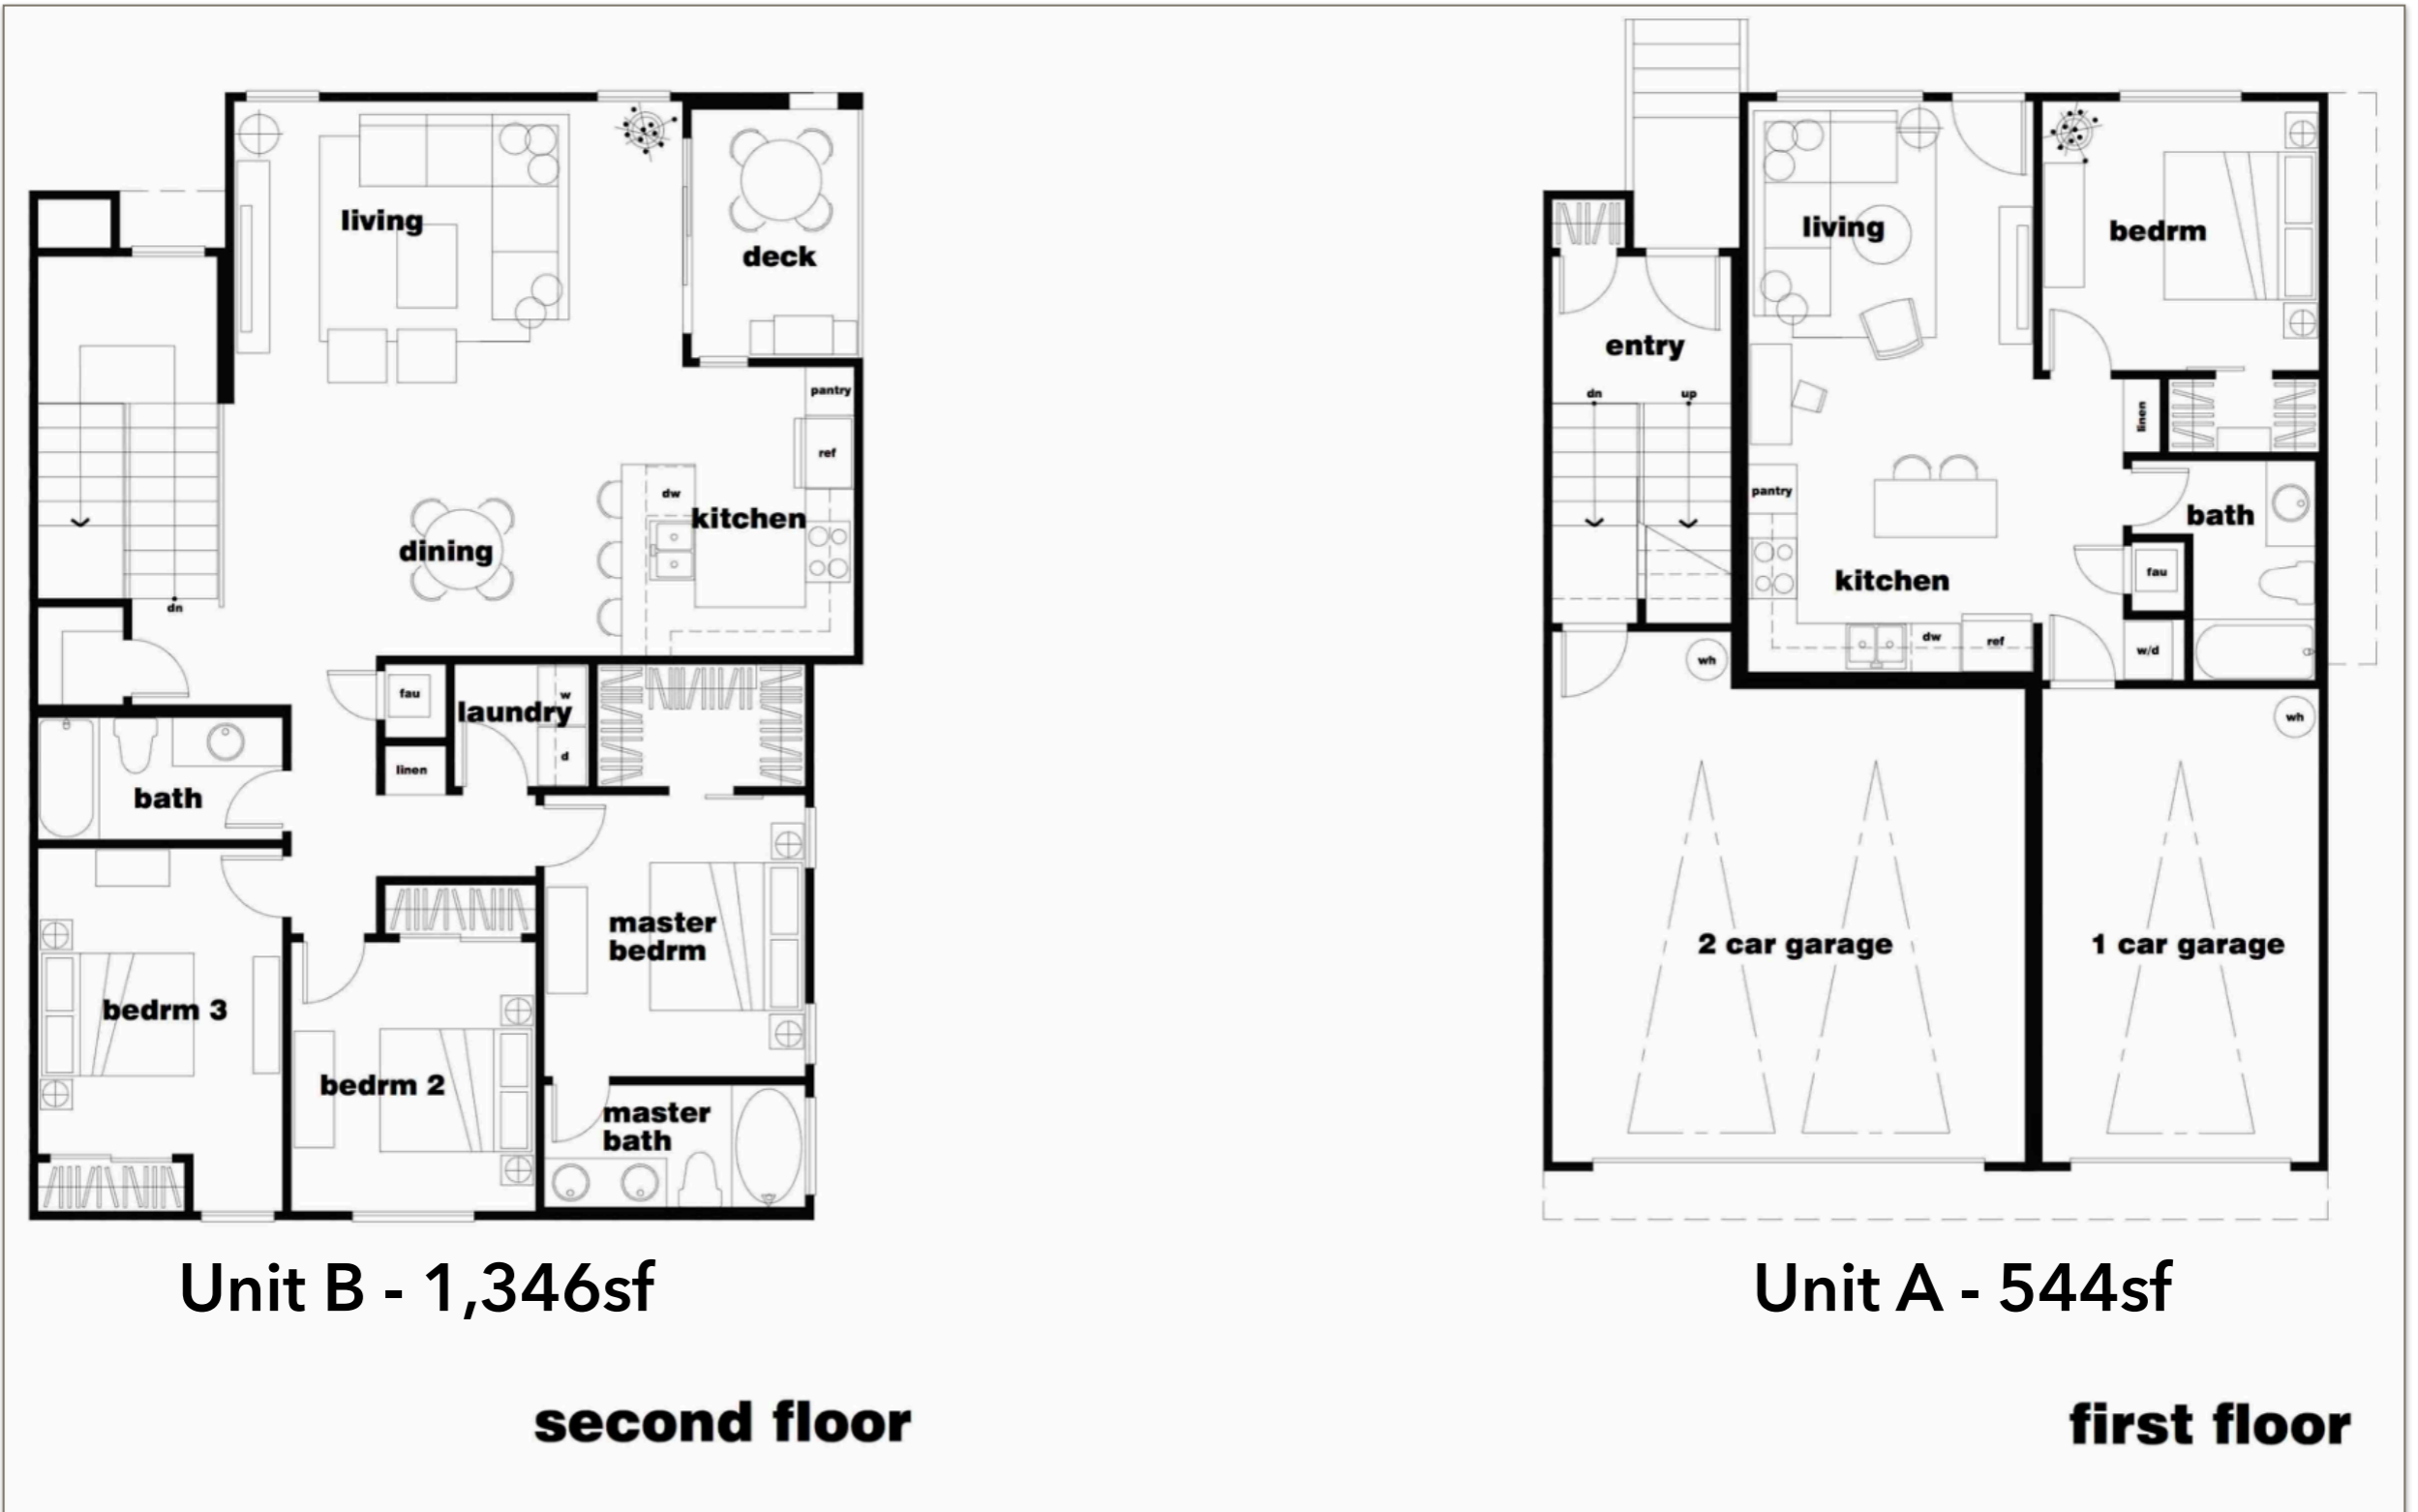 living
deck
pantry
ref
dw
kitchen
dining
dn
fau
laundry
w
d
linen
bath
master
bedrm
bedrm 3
bedrm 2
master
bath
Unit B - 1,346sf
second floor
living
bedrm
entry
dn
up
linen
pantry
bath
fau
kitchen
dw
ref
w/d
wh
wh
2 car garage
1 car garage
Unit A - 544sf
first floor